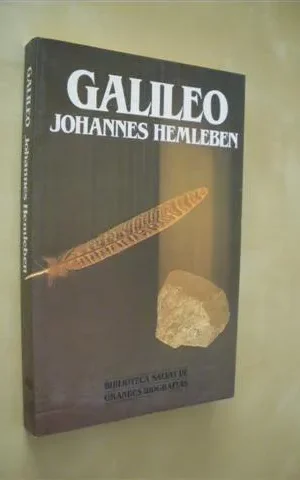 GALILEO
JOHANNES HEMLEBEN
BIBLIOTECA SALVAT DE
GRANDES BIOGRAFIAS
GALILEO Johannes Hemleben